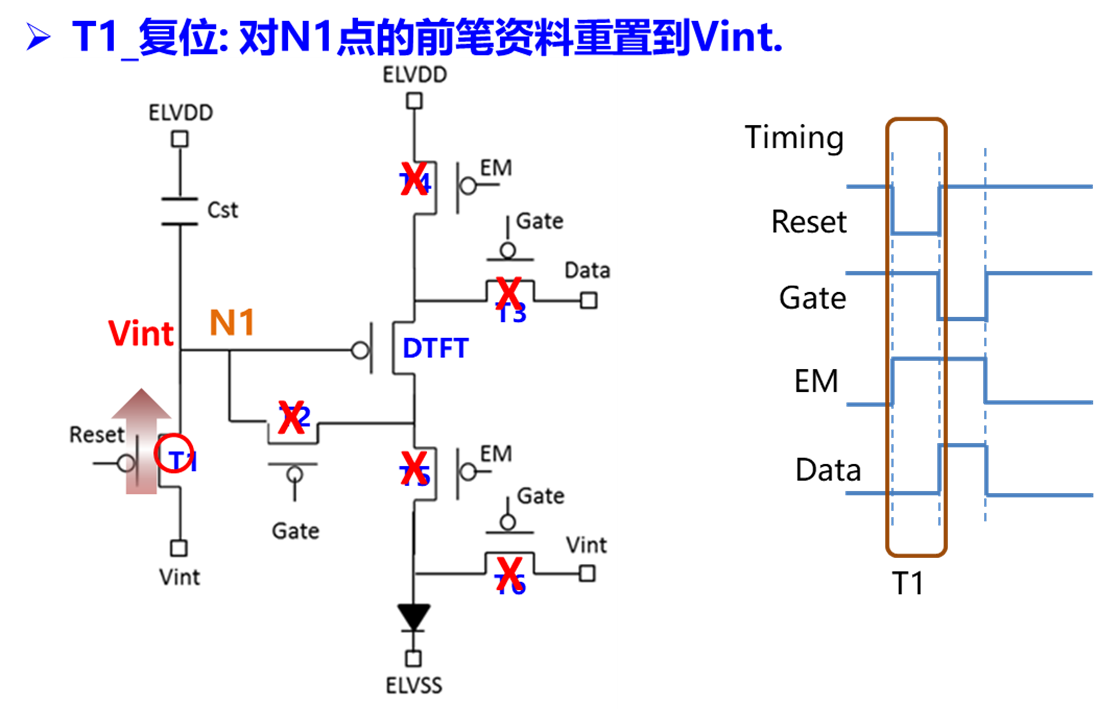 ➢ T1_复位: 对N1点的前笔资料重置到Vint.
ELVDD
ELVDD
Cst
T4
EM
Gate
Data
T3
Vint
N1
DTFT
Reset
T1
T2
Gate
T5
EM
Gate
Vint
T6
Vint
ELVSS
Timing
Reset
Gate
EM
Data
T1